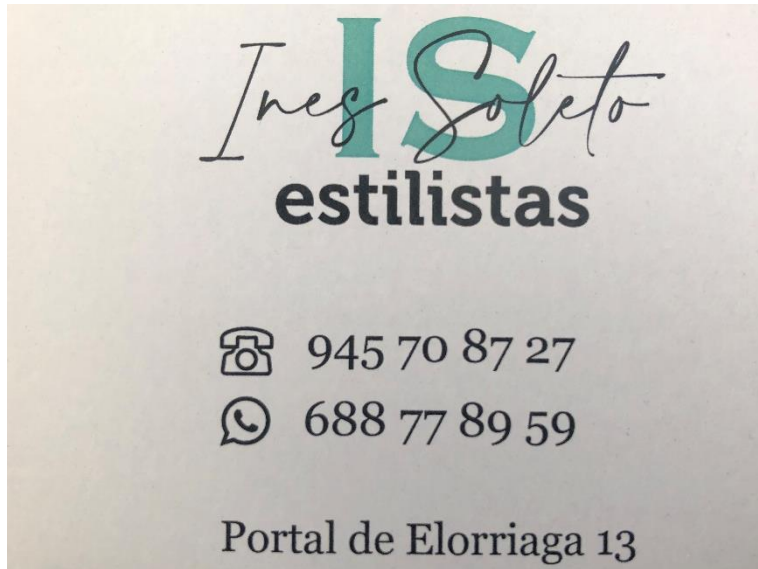 IS
Ines Soleto
estilistas
945 70 87 27
688 77 89 59
Portal de Elorriaga 13